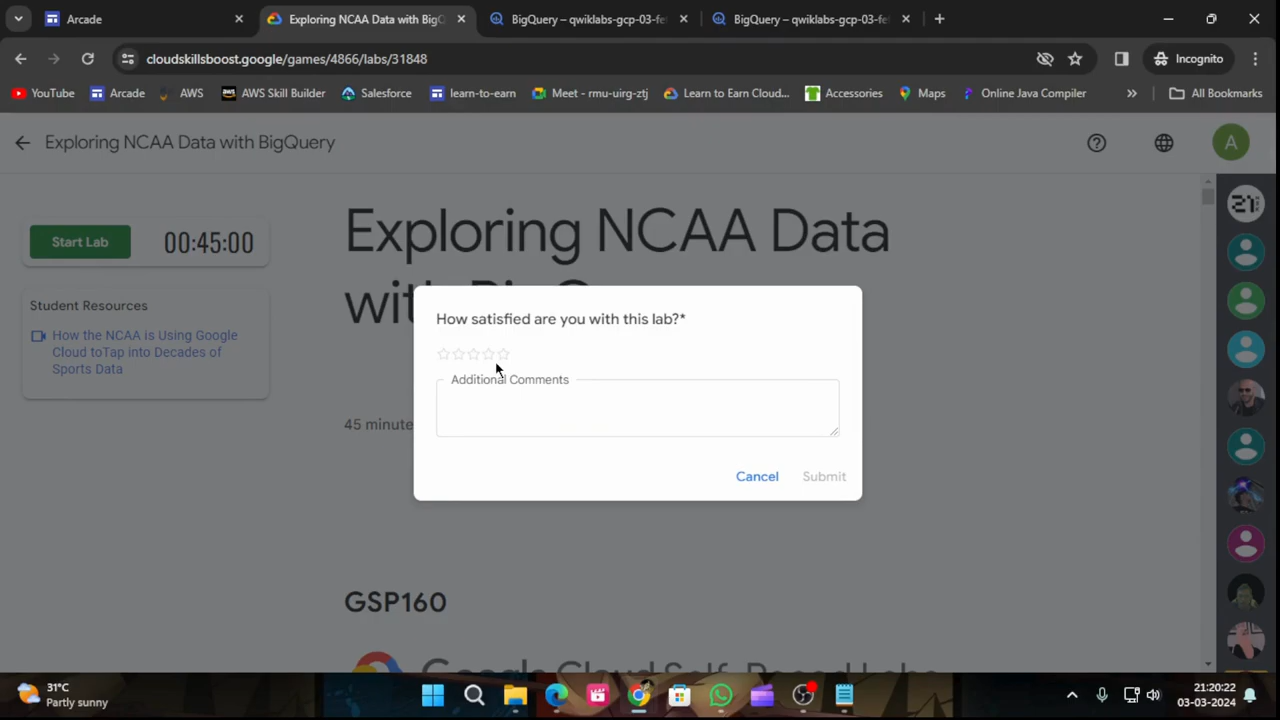 Arcade
Exploring NCAA Data with BigQ
BigQuery – qwiklabs-gcp-03-fe
BigQuery – qwiklabs-gcp-03-fe
cloudskillsboost.google/games/4866/labs/31848
Incognito
YouTube
Arcade
AWS
AWS Skill Builder
Salesforce
learn-to-earn
Meet - rmu-uirg-ztj
Learn to Earn Cloud...
Accessories
Maps
Online Java Compiler
All Bookmarks
Exploring NCAA Data with BigQuery
A
Start Lab
00:45:00
Student Resources
How the NCAA is Using Google
Cloud toTap into Decades of
Sports Data
Exploring NCAA Data
How satisfied are you with this lab?*
Additional Comments
Cancel
Submit
45 minute
GSP160
31°C
Partly sunny
21:20:22
03-03-2024